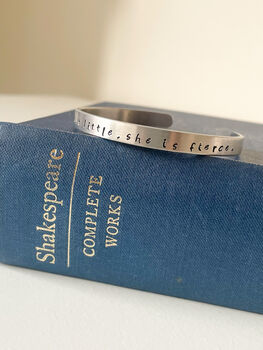 little, she is fierce.
Shakespeare
COMPLETE
WORKS